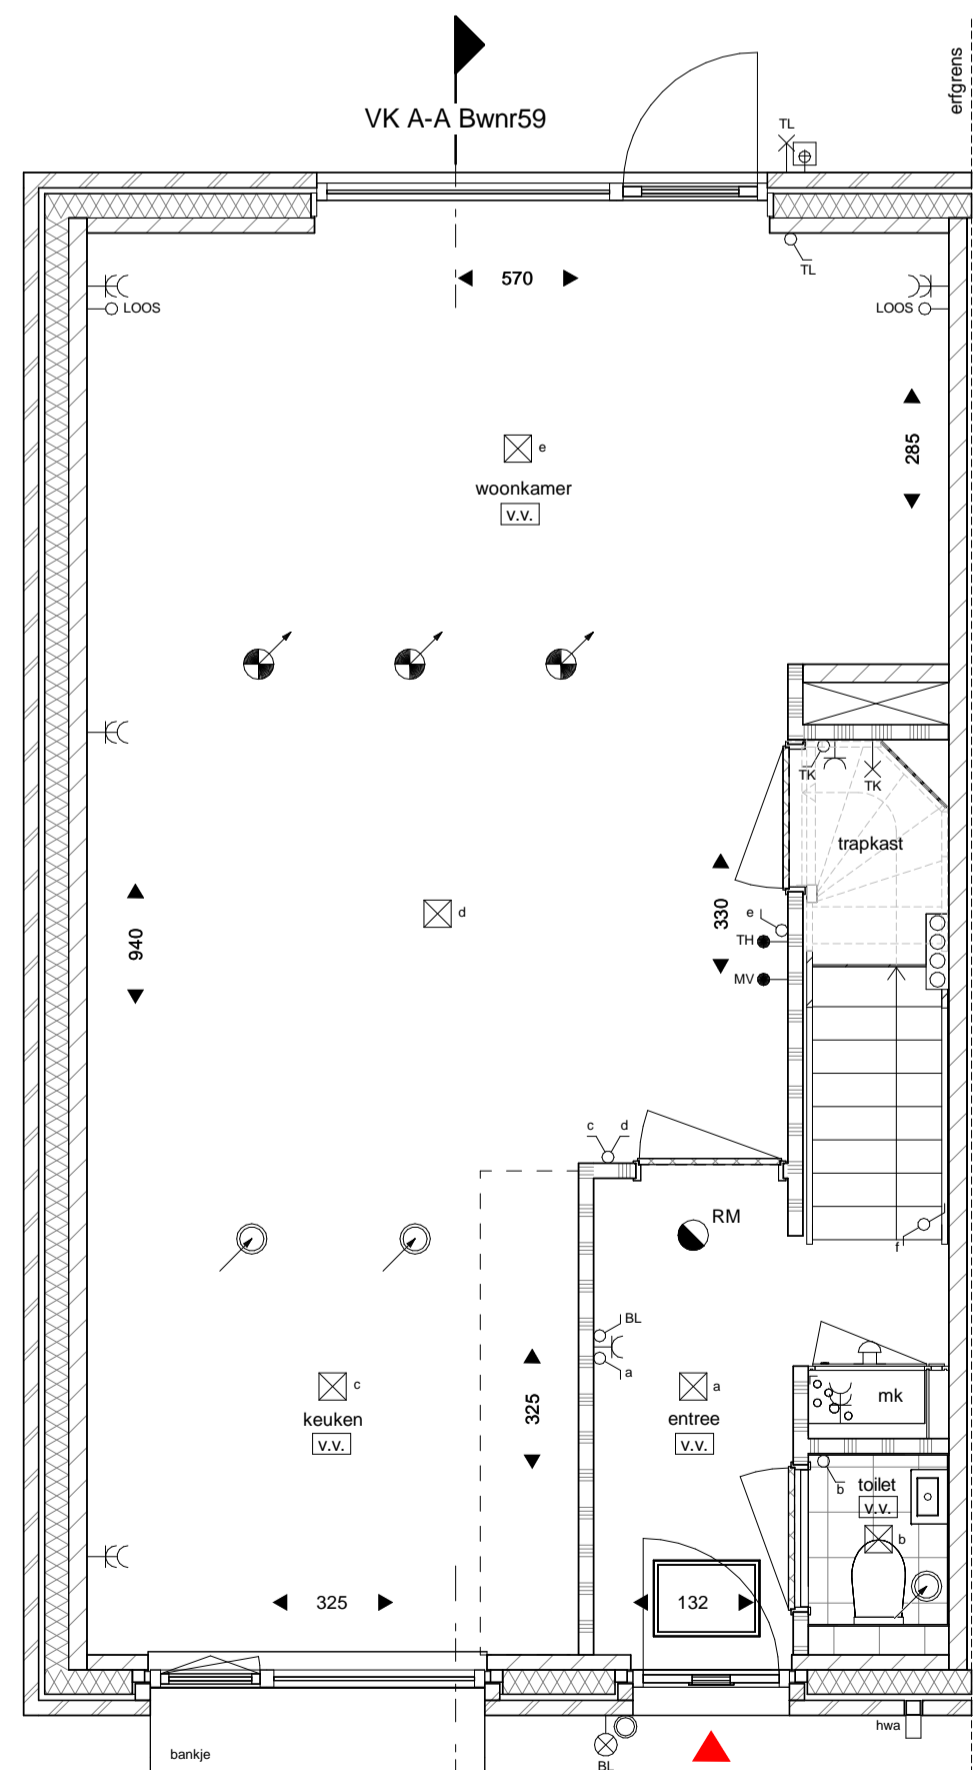 erfgrens
VK A-A Bwnr59
TL
TL
570
LOOS
LOOS
285
e
woonkamer
v.v.
TK
TK
trapkast
940
d
330
e
TH
MV
c d
RM
f
BL
a
325
c
keuken
v.v.
a
entree
v.v.
mk
b
toilet
v.v.
b
325
132
hwa
bankje
BL